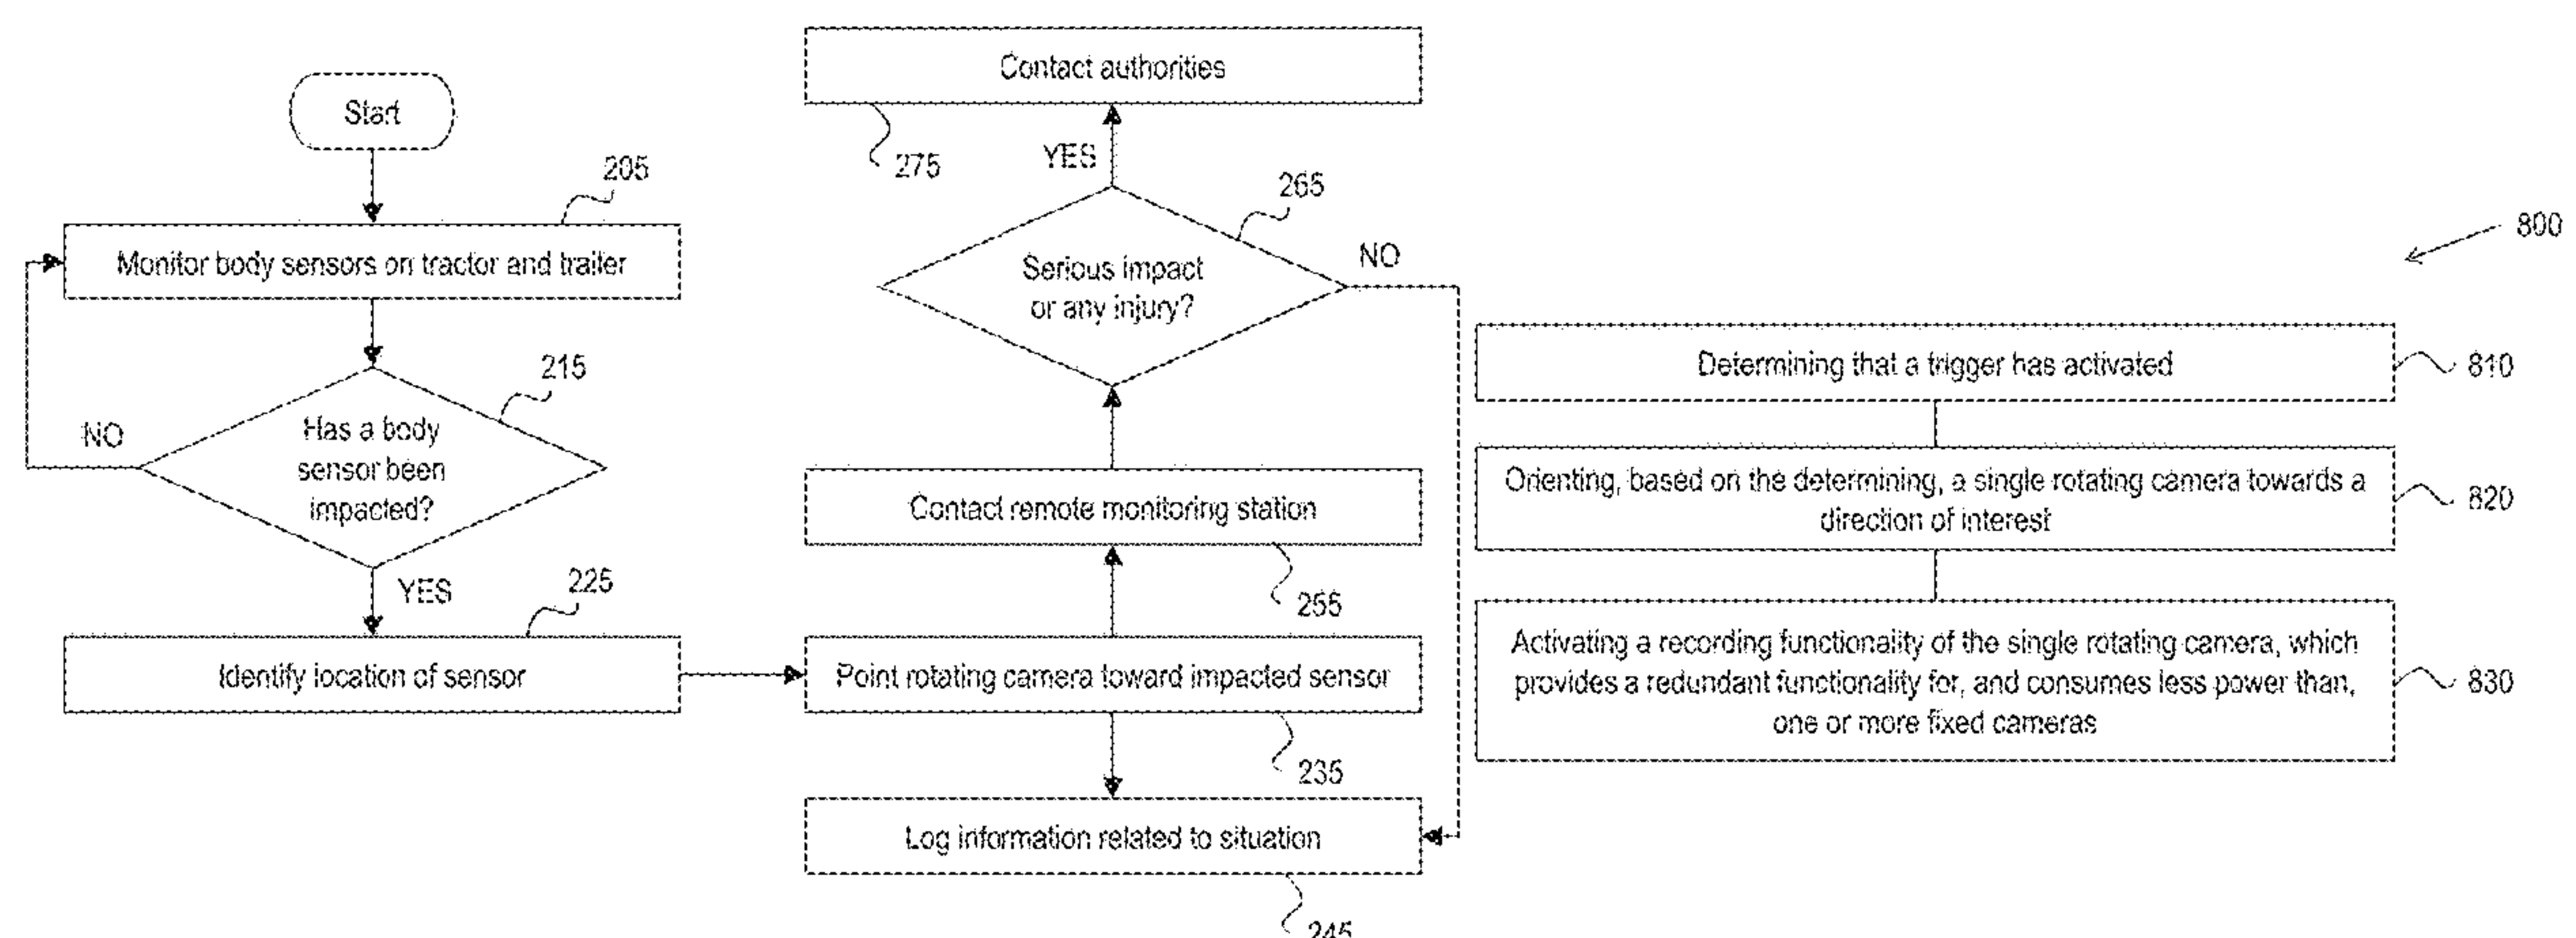 Start
205
Monitor body sensors on tractor and trailer
215
Has a body
sensor been
impacted?
NO
YES
225
Identify location of sensor
Contact authorities
275
YES
265
Serious impact
or any injury?
NO
Contact remote monitoring station
255
Point rotating camera toward impacted sensor
235
Log information related to situation
245
800
Determining that a trigger has activated
810
Orienting, based on the determining, a single rotating camera towards a
direction of interest
820
Activating a recording functionality of the single rotating camera, which
provides a redundant functionality for, and consumes less power than,
one or more fixed cameras
830